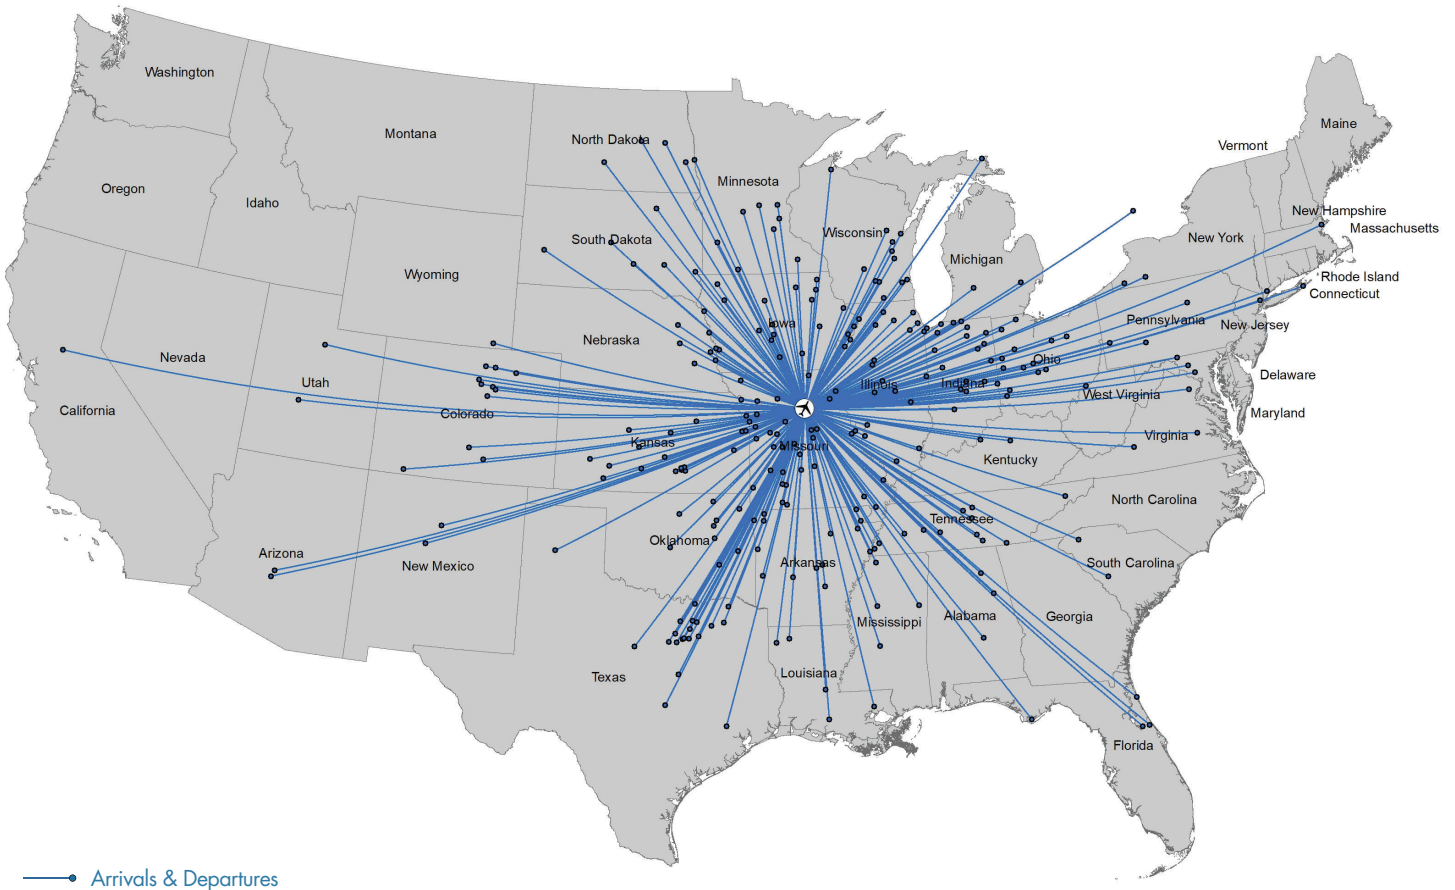 Washington
Montana
North Dakota
Minnesota
Maine
Vermont
Oregon
Idaho
South Dakota
Wisconsin
Michigan
New York
New Hampshire
Massachusetts
Wyoming
Rhode Island
Connecticut
Nevada
Nebraska
Iowa
Pennsylvania
New Jersey
Utah
Illinois
Indiana
Ohio
Delaware
California
Colorado
Kansas
Missouri
West Virginia
Maryland
Kentucky
Virginia
North Carolina
Arizona
New Mexico
Oklahoma
Arkansas
Tennessee
South Carolina
Mississippi
Alabama
Georgia
Texas
Louisiana
Florida
Arrivals & Departures